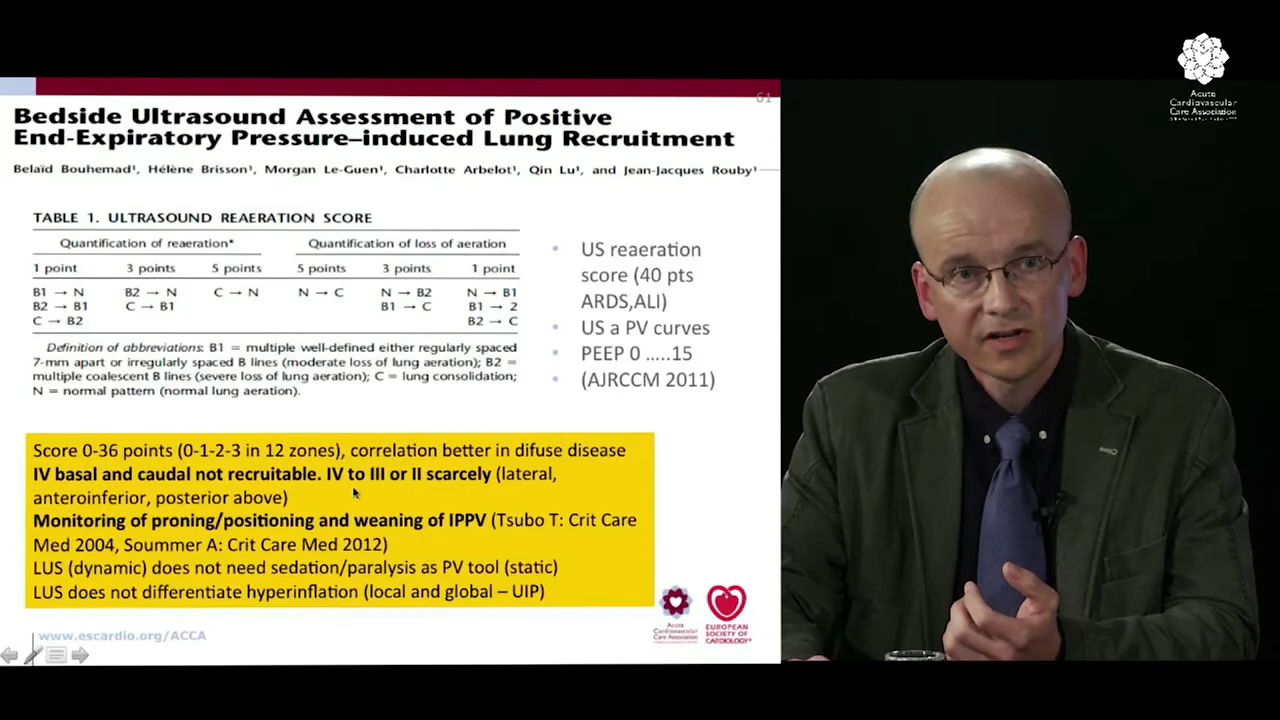 Acute
Cardiovascular
Care Association
61
Bedside Ultrasound Assessment of Positive
End-Expiratory Pressure–induced Lung Recruitment
Belaïd Bouhemad¹, Hélène Brisson¹, Morgan Le-Guen¹, Charlotte Arbelot¹, Qin Lu¹, and Jean-Jacques Rouby¹
TABLE 1. ULTRASOUND REAERATION SCORE
Quantification of reaeration* Quantification of loss of aeration
1 point 3 points 5 points 5 points 3 points 1 point
B1 → N B2 → N C → N N → C N → B2 N → B1
B2 → B1 C → B1 B1 → C B1 → 2
C → B2 B2 → C
Definition of abbreviations: B1 = multiple well-defined either regularly spaced
7-mm apart or irregularly spaced B lines (moderate loss of lung aeration); B2 =
multiple coalescent B lines (severe loss of lung aeration); C = lung consolidation;
N = normal pattern (normal lung aeration).
• US reaeration
score (40 pts
ARDS,ALI)
• US a PV curves
• PEEP 0 .....15
• (AJRCCM 2011)
Score 0-36 points (0-1-2-3 in 12 zones), correlation better in difuse disease
IV basal and caudal not recruitable. IV to III or II scarcely (lateral,
anteroinferior, posterior above)
Monitoring of proning/positioning and weaning of IPPV (Tsubo T: Crit Care
Med 2004, Soummer A: Crit Care Med 2012)
LUS (dynamic) does not need sedation/paralysis as PV tool (static)
LUS does not differentiate hyperinflation (local and global – UIP)
Acute
Cardiovascular
Care Association
EUROPEAN
SOCIETY OF
CARDIOLOGY®
www.escardio.org/ACCA